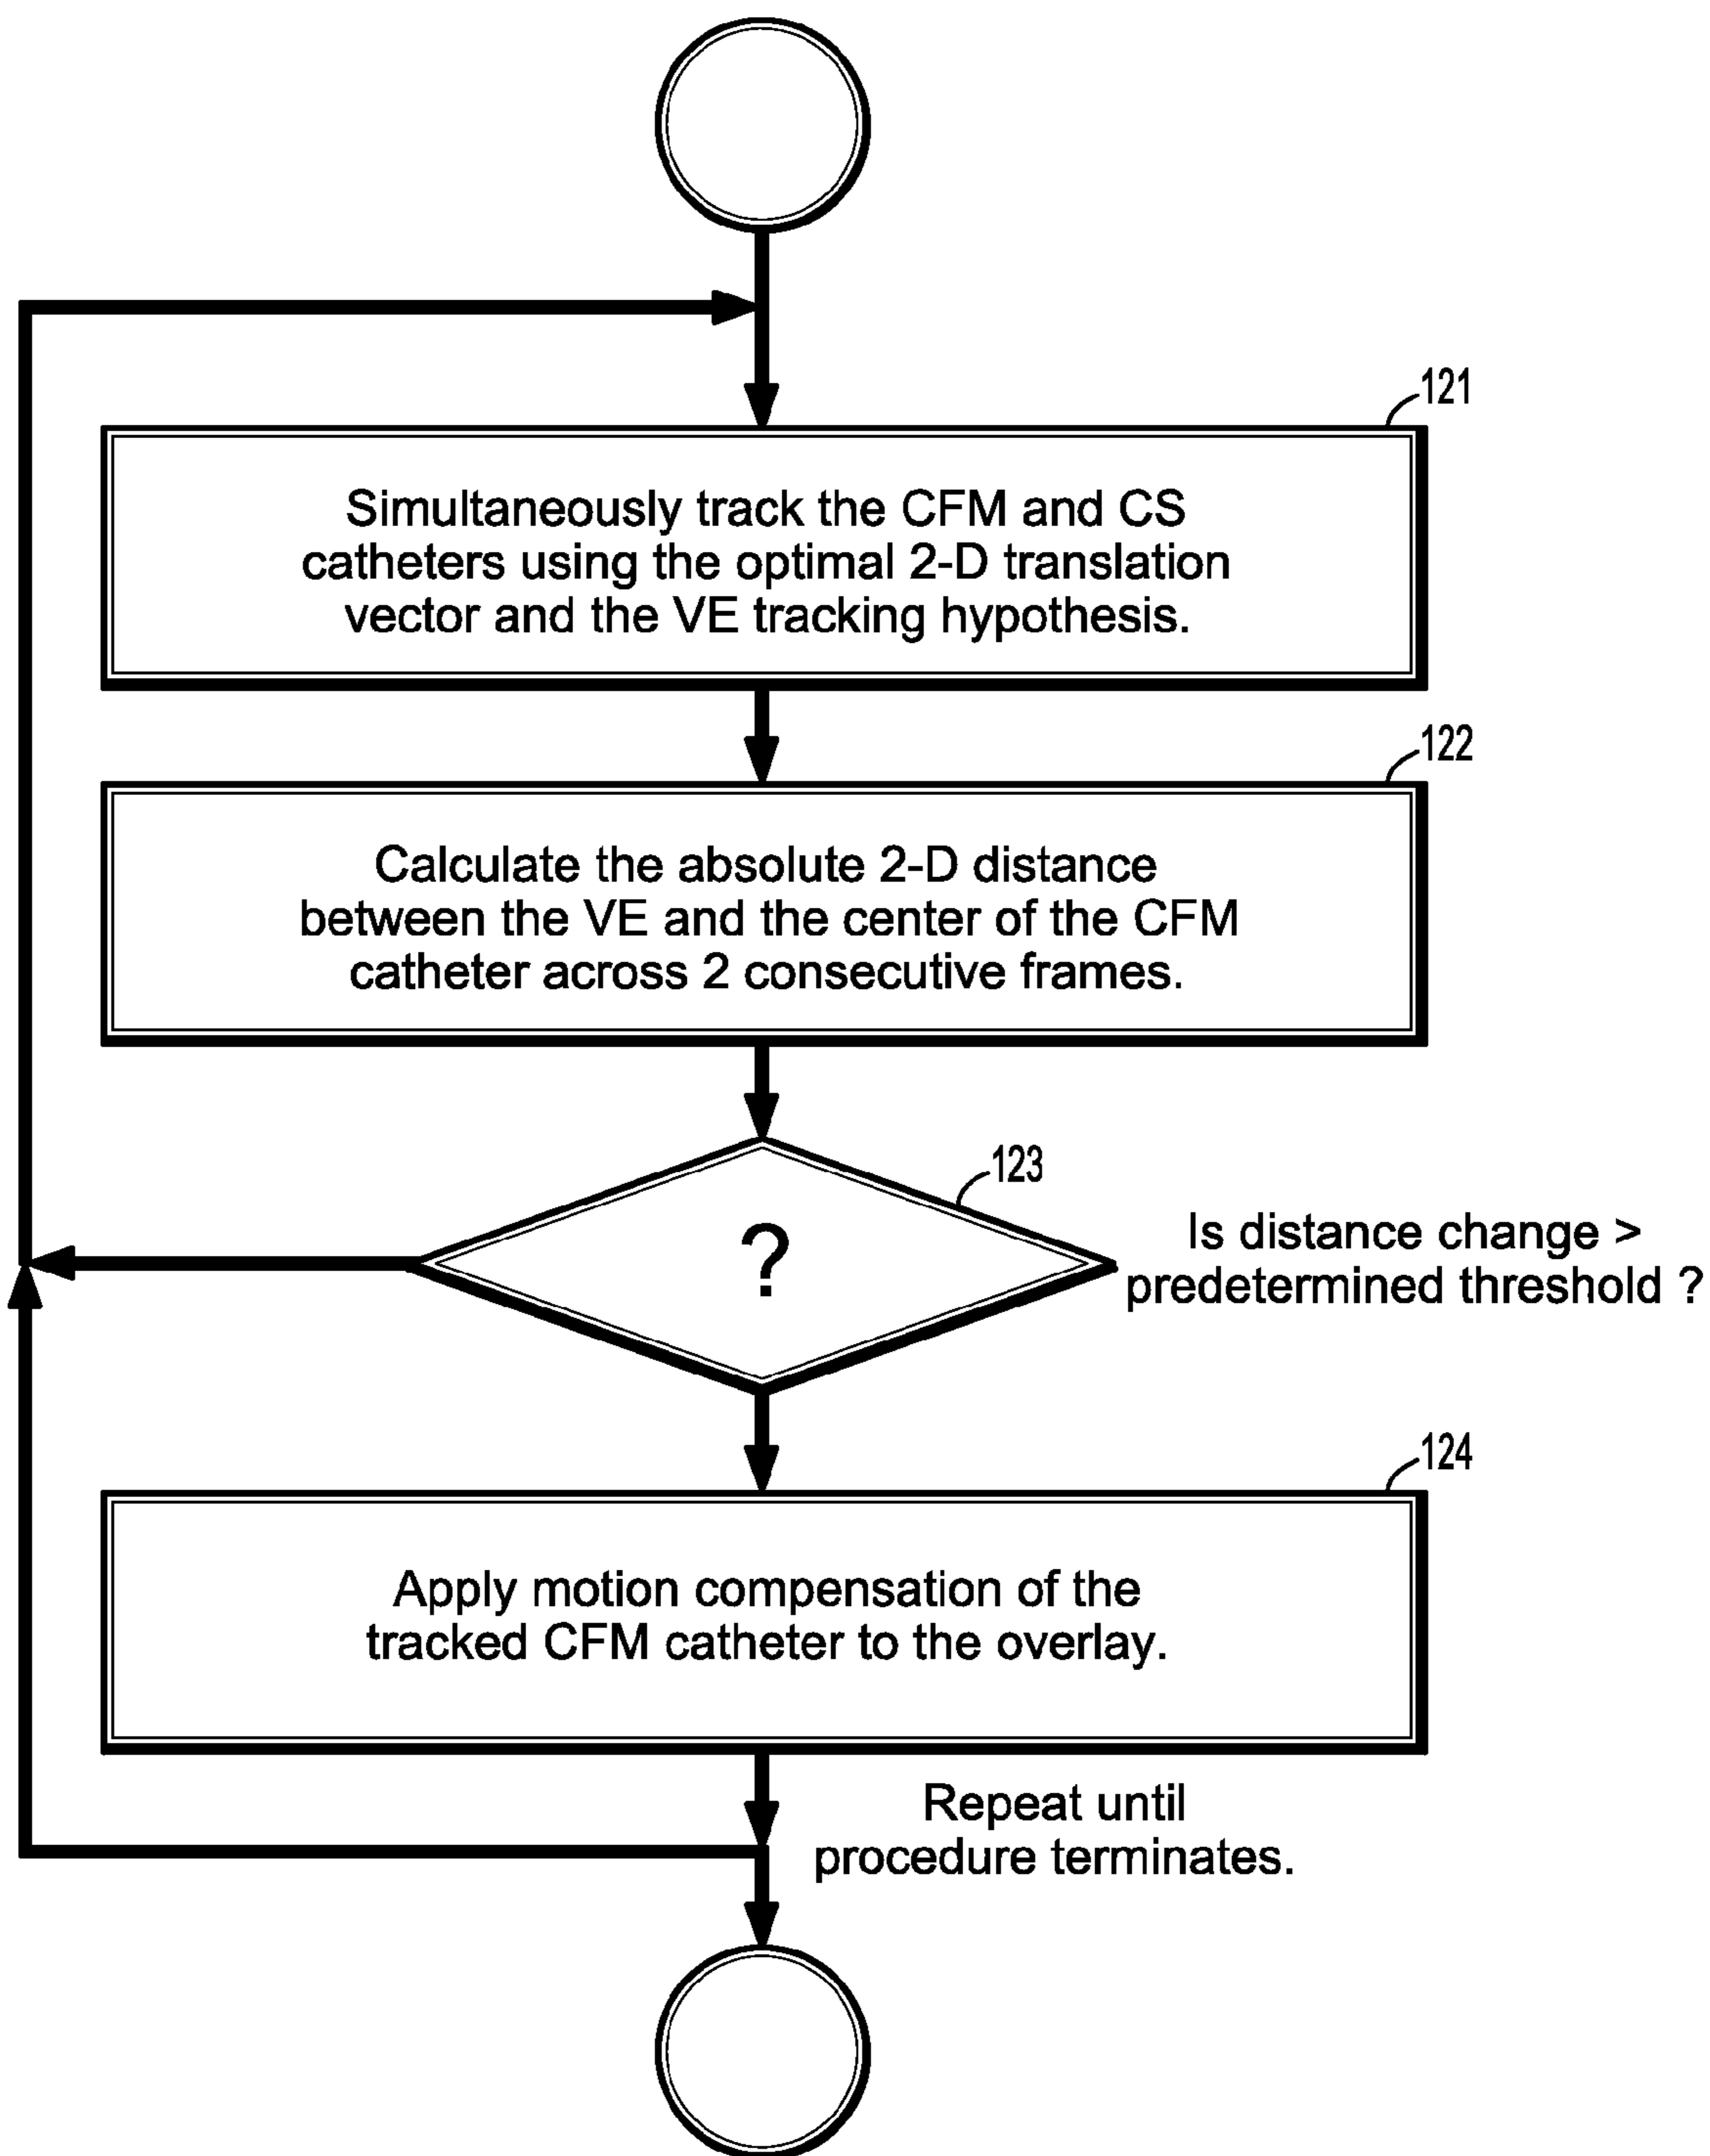 121
Simultaneously track the CFM and CS
catheters using the optimal 2-D translation
vector and the VE tracking hypothesis.
122
Calculate the absolute 2-D distance
between the VE and the center of the CFM
catheter across 2 consecutive frames.
123
?
Is distance change >
predetermined threshold ?
124
Apply motion compensation of the
tracked CFM catheter to the overlay.
Repeat until
procedure terminates.